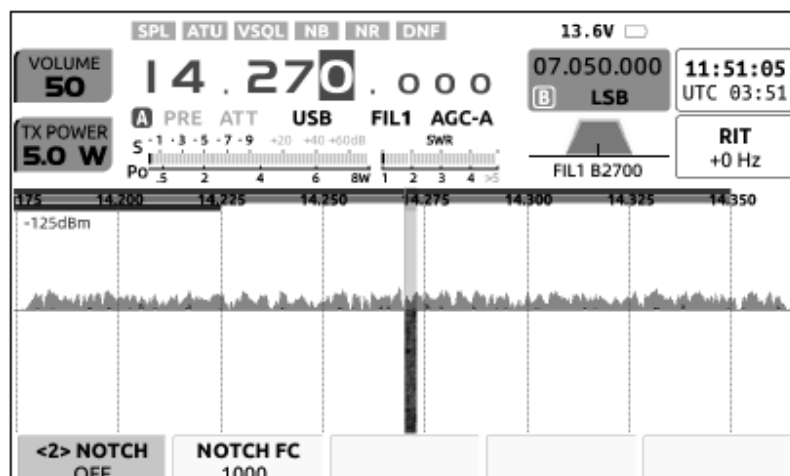 SPL ATU VSQL NB NR DNF
13.6V
VOLUME
50
14.270.000
07.050.000
B LSB
11:51:05
UTC 03:51
A PRE ATT USB FIL1 AGC-A
TX POWER
5.0 W
S -1 ·3 -5 -7 -9 +20 +40 +60dB SWR
Po .5 2 4 6 8W 1 2 3 4 >5
FIL1 B2700
RIT
+0 Hz
175 14.200 14.225 14.250 14.275 14.300 14.325 14.350
-125dBm
<2> NOTCH
OFF
NOTCH FC
1000